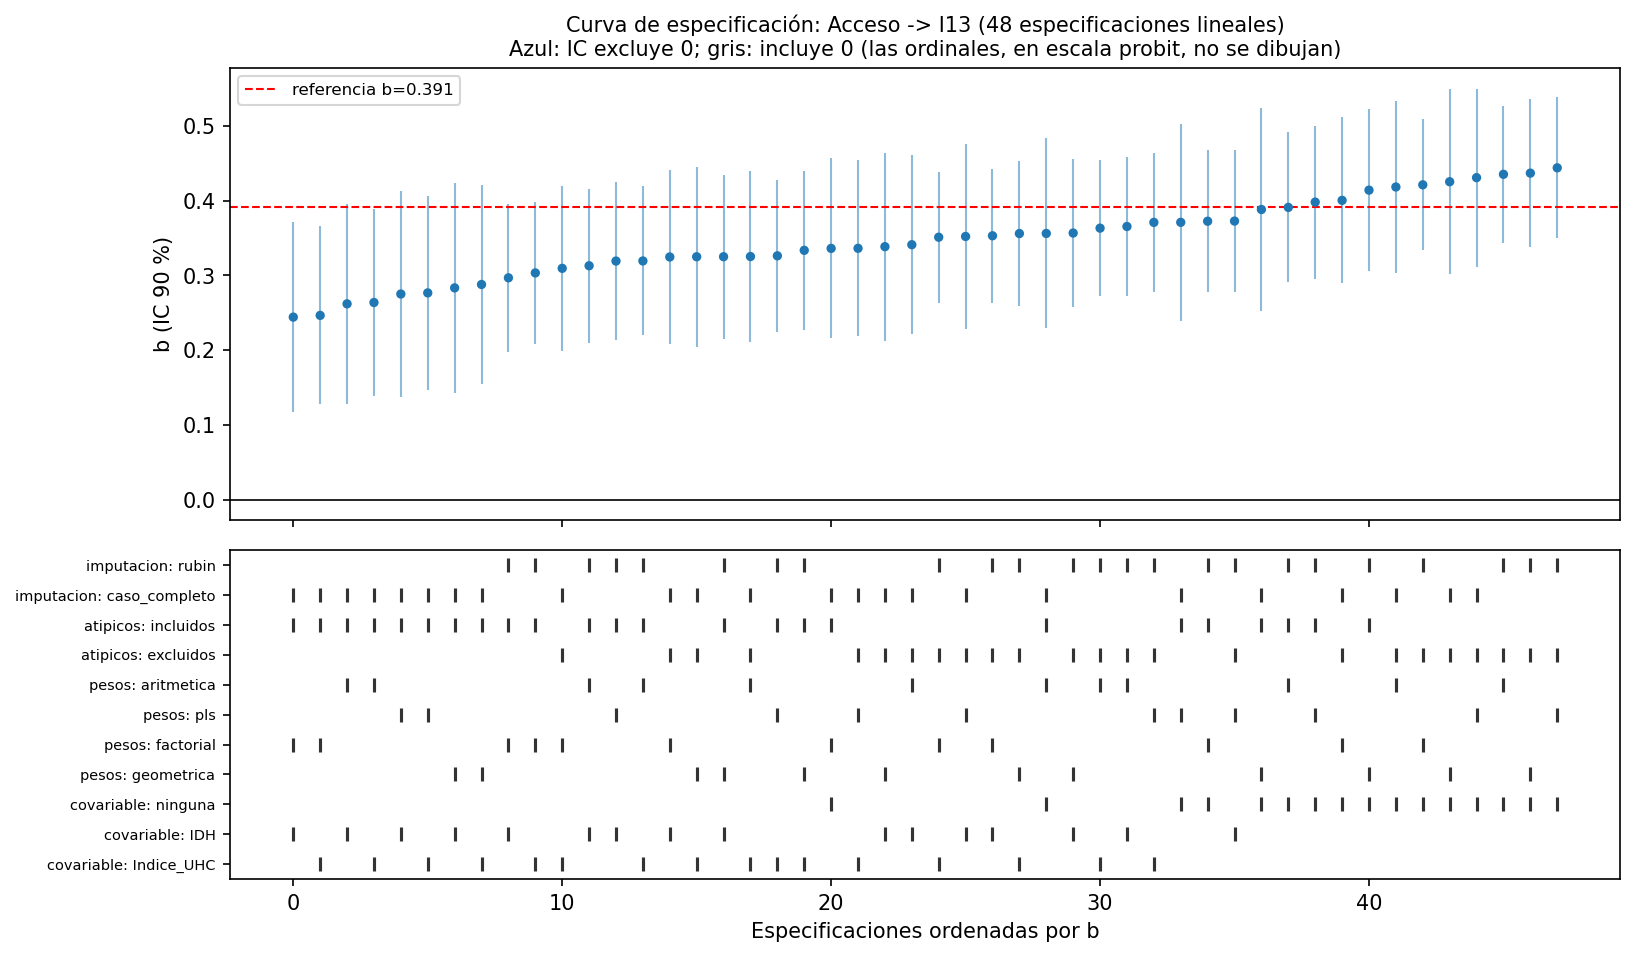 Curva de especificación: Acceso -> I13 (48 especificaciones lineales)
Azul: IC excluye 0; gris: incluye 0 (las ordinales, en escala probit, no se dibujan)
referencia b=0.391
b (IC 90 %)
0.5
0.4
0.3
0.2
0.1
0.0
imputacion: rubin
imputacion: caso_completo
atipicos: incluidos
atipicos: excluidos
pesos: aritmetica
pesos: pls
pesos: factorial
pesos: geometrica
covariable: ninguna
covariable: IDH
covariable: Indice_UHC
0 10 20 30 40
Especificaciones ordenadas por b